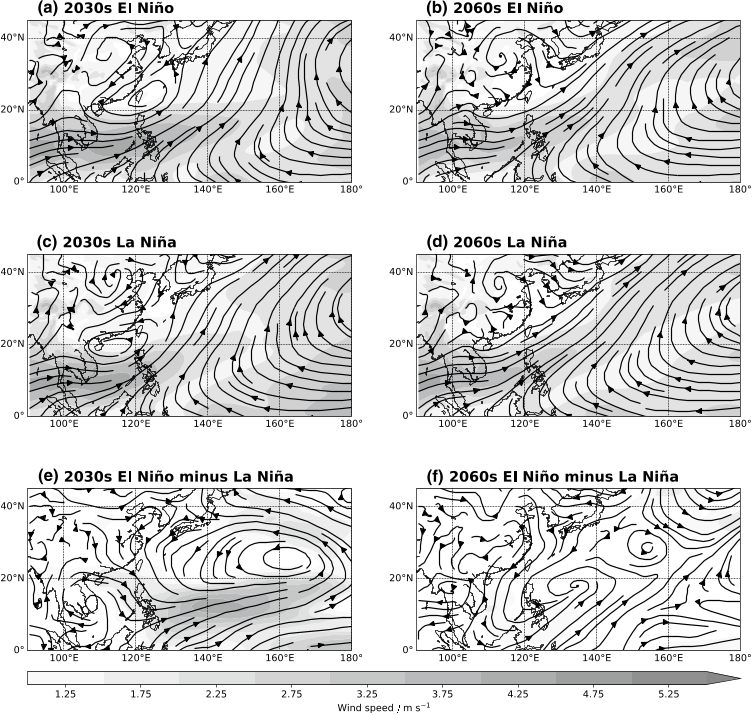 (a) 2030s El Niño
(b) 2060s El Niño
40°N
20°N
0°
100°E 120°E 140°E 160°E 180°
40°N
20°N
0°
100°E 120°E 140°E 160°E 180°
(c) 2030s La Niña
(d) 2060s La Niña
40°N
20°N
0°
100°E 120°E 140°E 160°E 180°
40°N
20°N
0°
100°E 120°E 140°E 160°E 180°
(e) 2030s El Niño minus La Niña
(f) 2060s El Niño minus La Niña
40°N
20°N
0°
100°E 120°E 140°E 160°E 180°
40°N
20°N
0°
100°E 120°E 140°E 160°E 180°
1.25 1.75 2.25 2.75 3.25 3.75 4.25 4.75 5.25
Wind speed / m s⁻¹